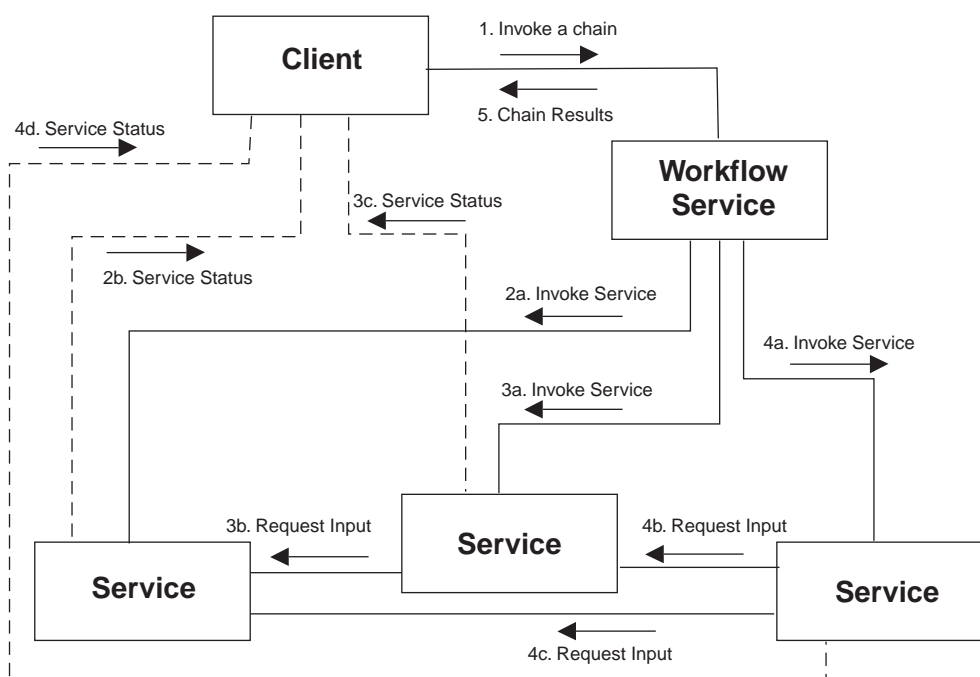 1. Invoke a chain
Client
5. Chain Results
4d. Service Status
Workflow
Service
3c. Service Status
2b. Service Status
2a. Invoke Service
4a. Invoke Service
3a. Invoke Service
3b. Request Input
4b. Request Input
Service
Service
Service
4c. Request Input